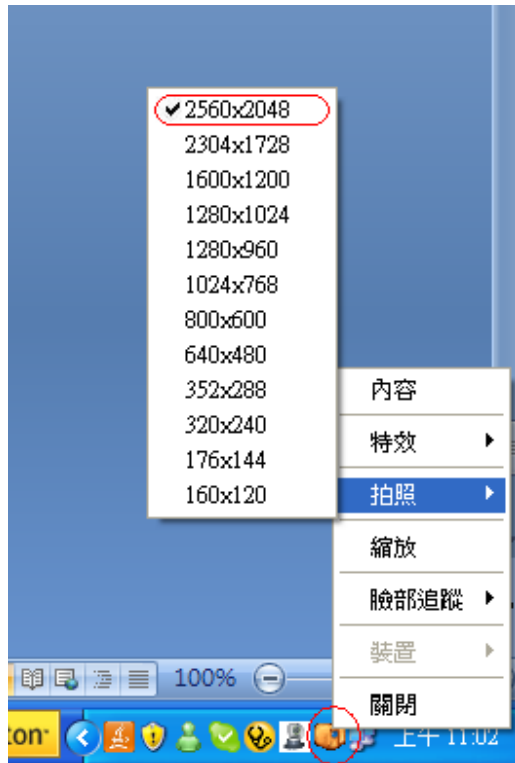 2560x2048
2304x1728
1600x1200
1280x1024
1280x960
1024x768
800x600
640x480
352x288
320x240
176x144
160x120
內容
特效
拍照
縮放
臉部追蹤
裝置
關閉
100%
ton
上午 11:02